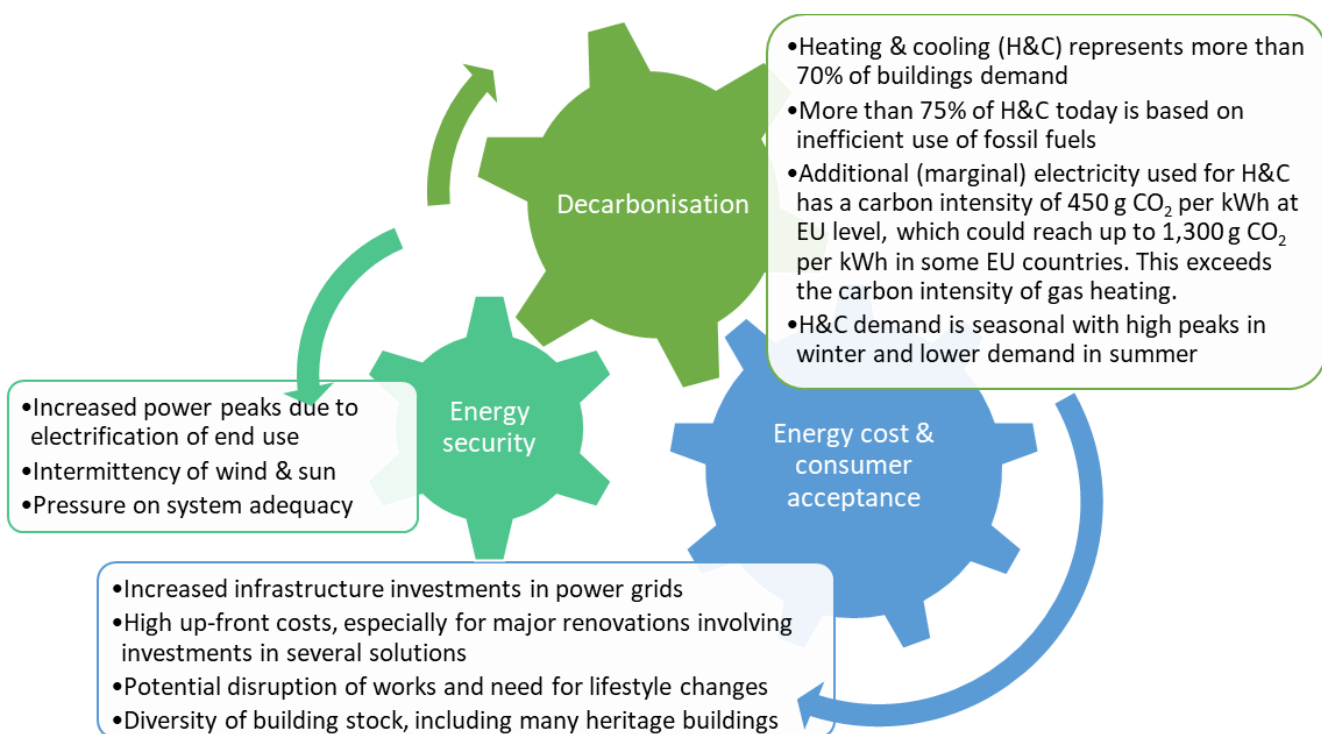 Decarbonisation
•Heating & cooling (H&C) represents more than
70% of buildings demand
•More than 75% of H&C today is based on
inefficient use of fossil fuels
•Additional (marginal) electricity used for H&C
has a carbon intensity of 450 g CO₂ per kWh at
EU level, which could reach up to 1,300 g CO₂
per kWh in some EU countries. This exceeds
the carbon intensity of gas heating.
•H&C demand is seasonal with high peaks in
winter and lower demand in summer
Energy
security
•Increased power peaks due to
electrification of end use
•Intermittency of wind & sun
•Pressure on system adequacy
Energy cost &
consumer
acceptance
•Increased infrastructure investments in power grids
•High up-front costs, especially for major renovations involving
investments in several solutions
•Potential disruption of works and need for lifestyle changes
•Diversity of building stock, including many heritage buildings